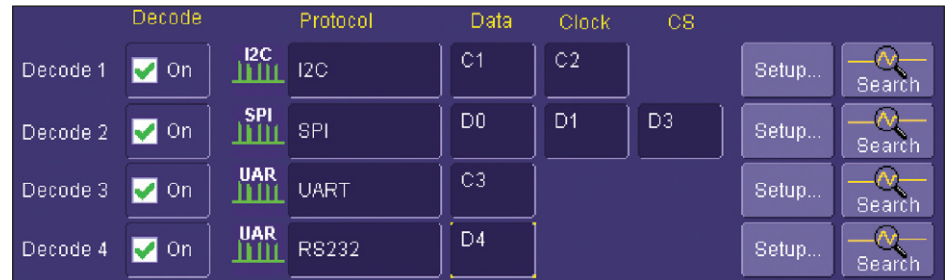 Decode Protocol Data Clock CS
Decode 1 On I2C I2C C1 C2 Setup... Search
Decode 2 On SPI SPI D0 D1 D3 Setup... Search
Decode 3 On UAR UART C3 Setup... Search
Decode 4 On UAR RS232 D4 Setup... Search